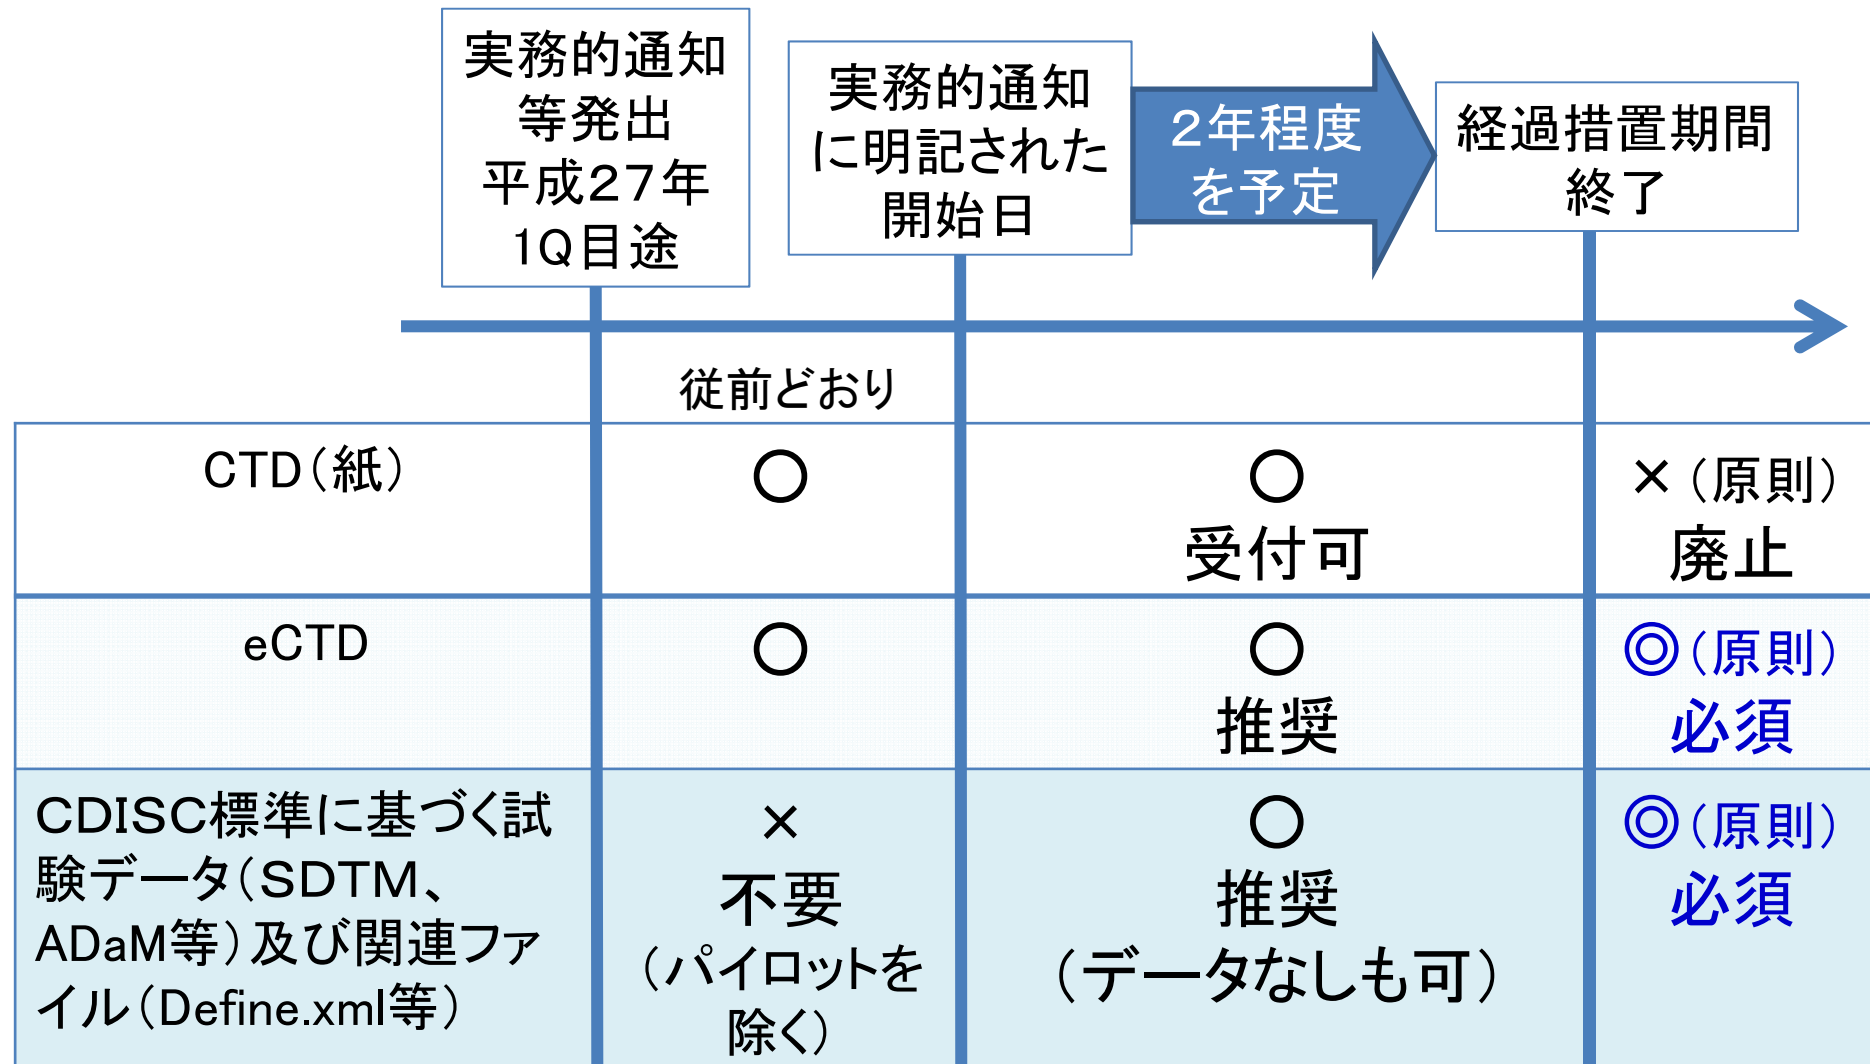 実務的通知
等発出
平成27年
1Q目途
実務的通知
に明記された
開始日
2年程度
を予定
経過措置期間
終了
従前どおり
CTD(紙)
○
○
受付可
×(原則)
廃止
eCTD
○
○
推奨
◎(原則)
必須
CDISC標準に基づく試
験データ(SDTM、
ADaM等)及び関連ファ
イル(Define.xml等)
×
不要
(パイロットを
除く)
○
推奨
(データなしも可)
◎(原則)
必須